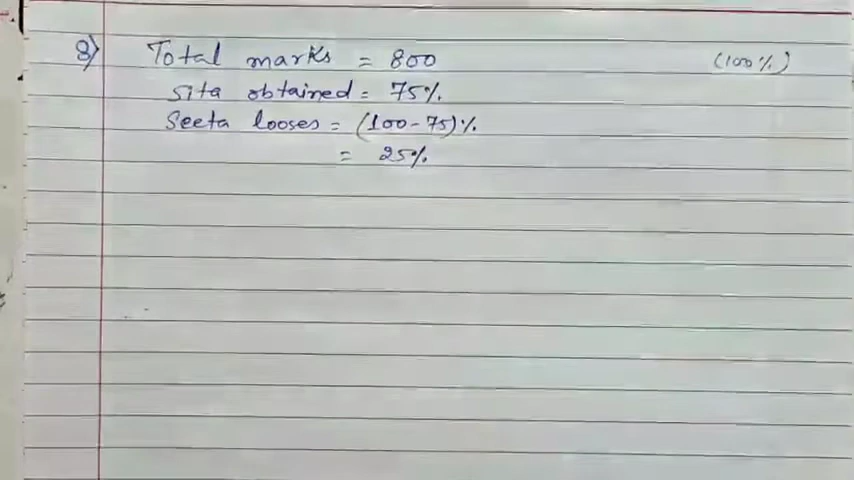 8) Total marks = 800 (100%)
Sita obtained = 75%.
Seeta looses = (100-75)%.
= 25%.